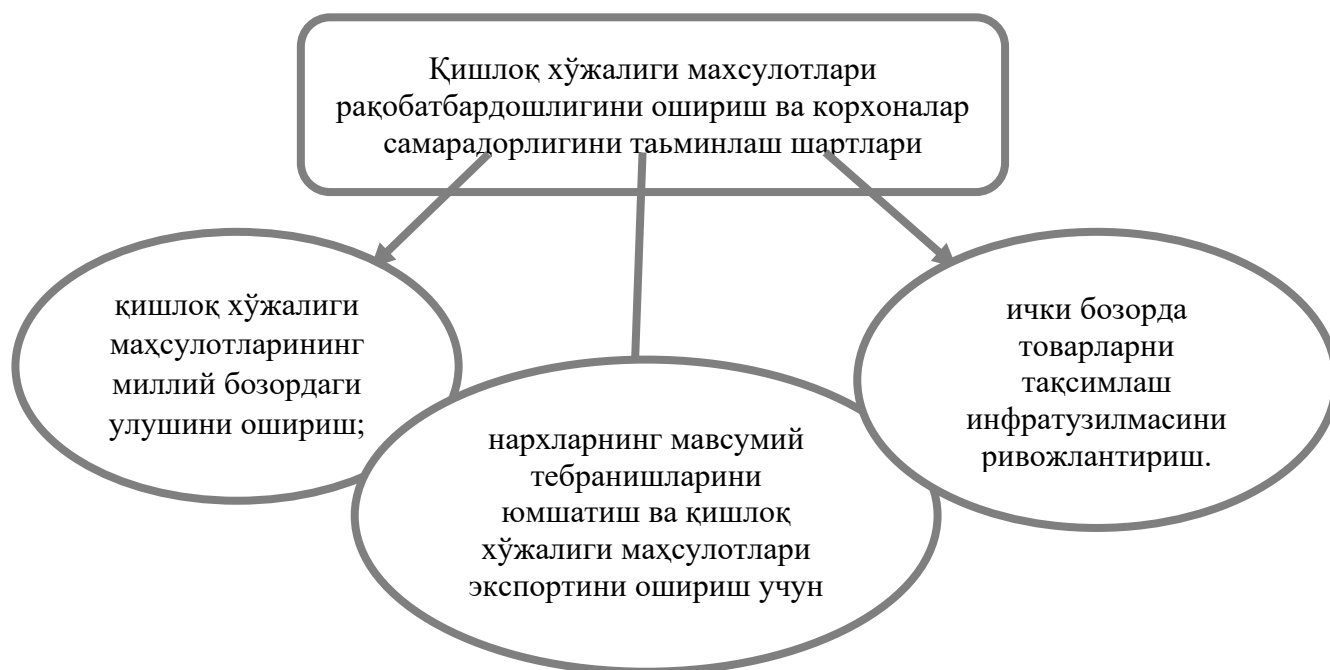 Қишлоқ хўжалиги махсулотлари
рақобатбардошлигини ошириш ва корхоналар
самарадорлигини таьминлаш шартлари
қишлоқ хўжалиги
маҳсулотларининг
миллий бозордаги
улушини ошириш;
нархларнинг мавсумий
тебранишларини
юмшатиш ва қишлоқ
хўжалиги маҳсулотлари
экспортини ошириш учун
ички бозорда
товарларни
тақсимлаш
инфратузилмасини
ривожлантириш.